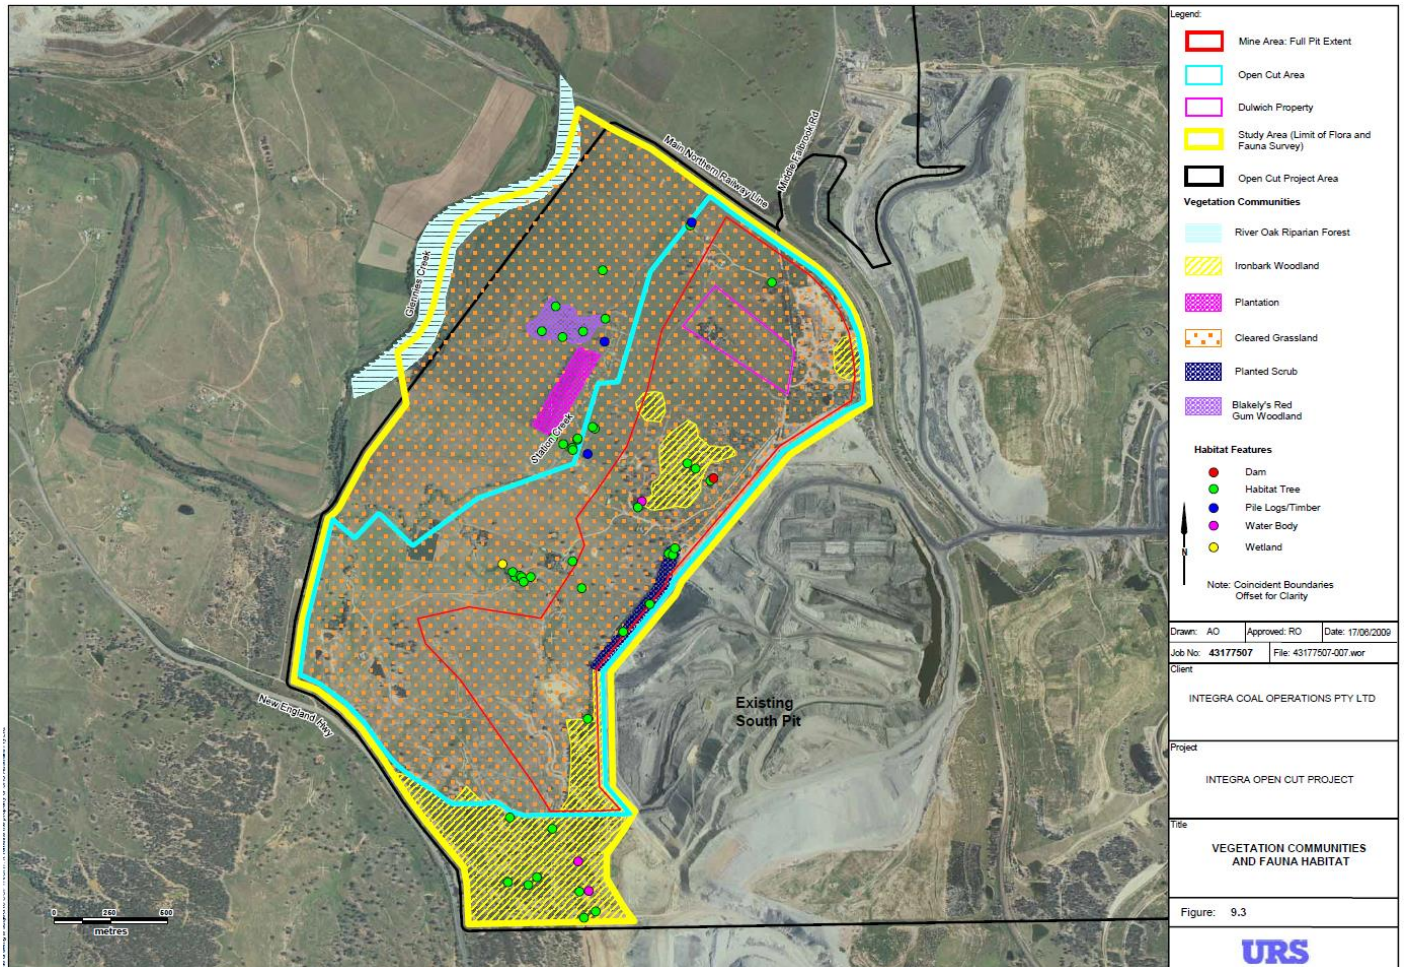 Main Northern Railway Line
Middle Falbrook Rd
Glennies Creek
Station Creek
New England Hwy
Existing
South Pit
0 250 500
metres
Legend:
Mine Area: Full Pit Extent
Open Cut Area
Dulwich Property
Study Area (Limit of Flora and
Fauna Survey)
Open Cut Project Area
Vegetation Communities
River Oak Riparian Forest
Ironbark Woodland
Plantation
Cleared Grassland
Planted Scrub
Blakely's Red
Gum Woodland
Habitat Features
Dam
Habitat Tree
Pile Logs/Timber
Water Body
Wetland
N
Note: Coincident Boundaries
Offset for Clarity
Drawn: AO Approved: RO Date: 17/06/2009
Job No: 43177507 File: 43177507-007.wor
Client
INTEGRA COAL OPERATIONS PTY LTD
Project
INTEGRA OPEN CUT PROJECT
Title
VEGETATION COMMUNITIES
AND FAUNA HABITAT
Figure: 9.3
URS